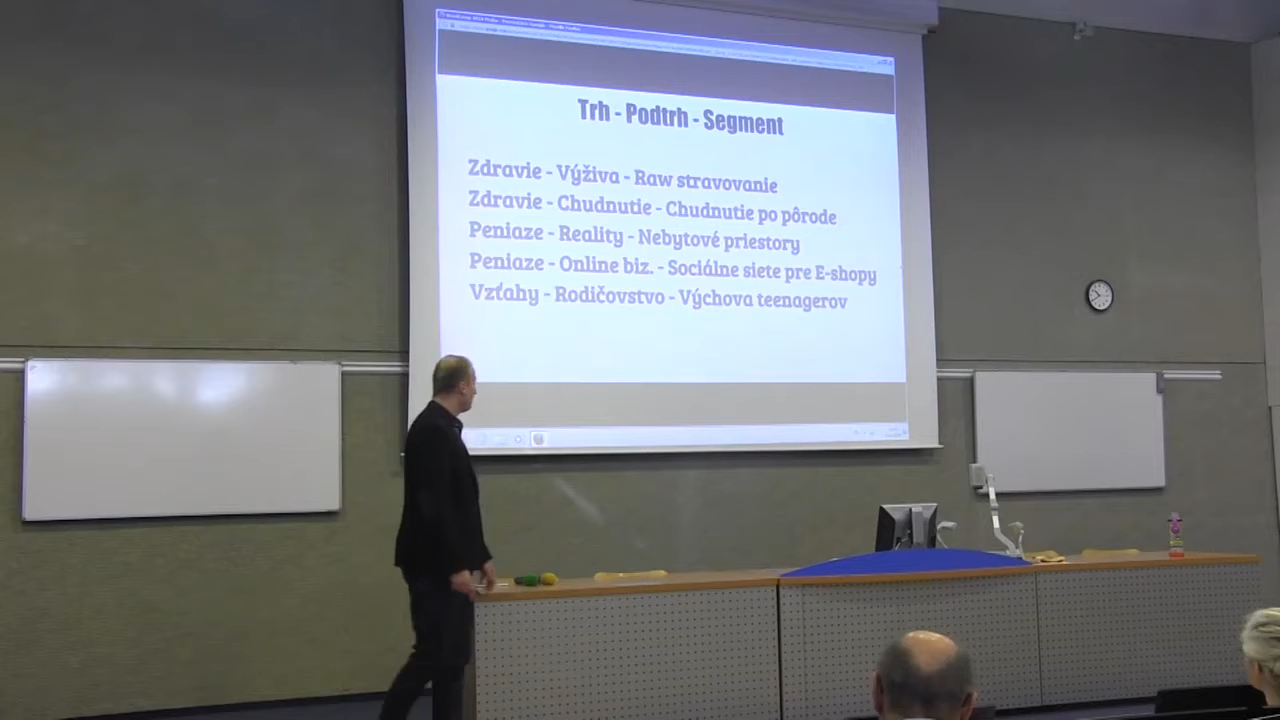 Trh - Podtrh - Segment
Zdravie - Výživa - Raw stravovanie
Zdravie - Chudnutie - Chudnutie po pôrode
Peniaze - Reality - Nebytové priestory
Peniaze - Online biz. - Sociálne siete pre E-shopy
Vzťahy - Rodičovstvo - Výchova teenagerov